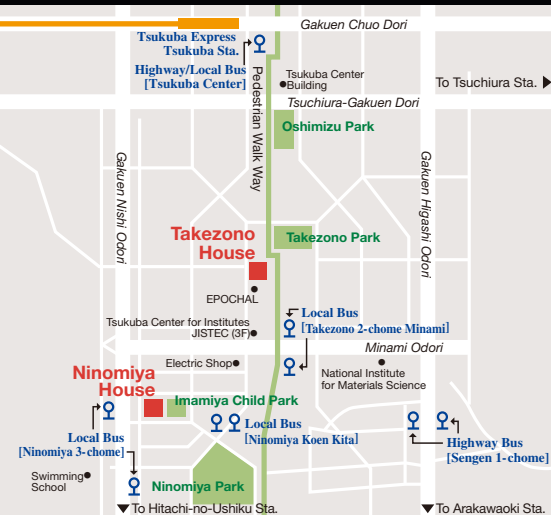 Gakuen Chuo Dori
Tsukuba Express
Tsukuba Sta.
Highway/Local Bus
[Tsukuba Center]
Pedestrian Walk Way
Tsukuba Center
Building
To Tsuchiura Sta.
Tsuchiura-Gakuen Dori
Oshimizu Park
Gakuen Nishi Odori
Gakuen Higashi Odori
Takezono
House
Takezono Park
EPOCHAL
Tsukuba Center for Institutes
JISTEC (3F)
Local Bus
[Takezono 2-chome Minami]
Minami Odori
Electric Shop
National Institute
for Materials Science
Ninomiya
House
Imamiya Child Park
Local Bus
[Ninomiya 3-chome]
Local Bus
[Ninomiya Koen Kita]
Highway Bus
[Sengen 1-chome]
Swimming
School
Ninomiya Park
To Hitachi-no-Ushiku Sta.
To Arakawaoki Sta.